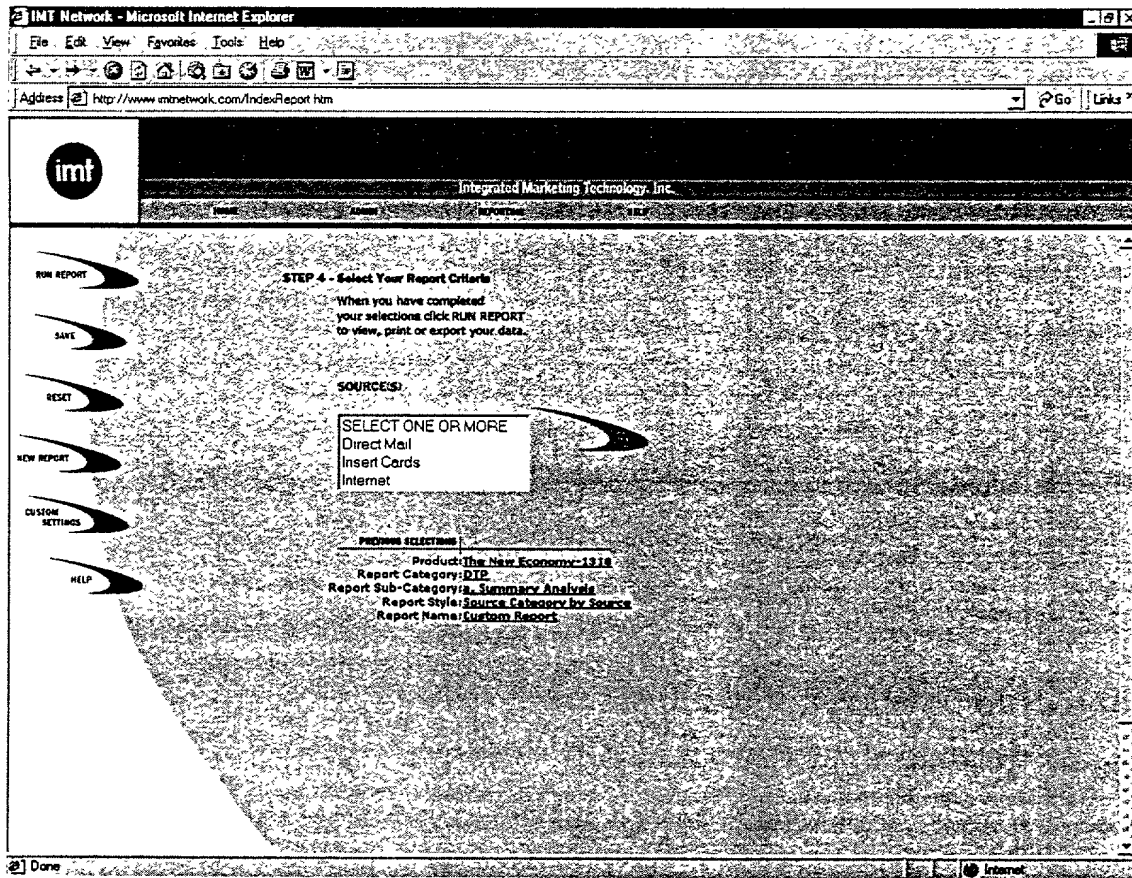 IMT Network - Microsoft Internet Explorer
File Edit View Favorites Tools Help
Address http://www.imtnetwork.com/IndexReport.htm Go Links »
imt
Integrated Marketing Technology, Inc.
HOME ADMIN REPORTING HELP
RUN REPORT
STEP 4 - Select Your Report Criteria
When you have completed
your selections click RUN REPORT
to view, print or export your data.
SAVE
SOURCE(S):
RESET
SELECT ONE OR MORE
Direct Mail
Insert Cards
Internet
NEW REPORT
CUSTOM
SETTINGS
PREVIOUS SELECTIONS
Product: The New Economy-1318
Report Category: DTP
Report Sub-Category: a. Summary Analysis
Report Style: Source Category by Source
Report Name: Custom Report
HELP
Done Internet